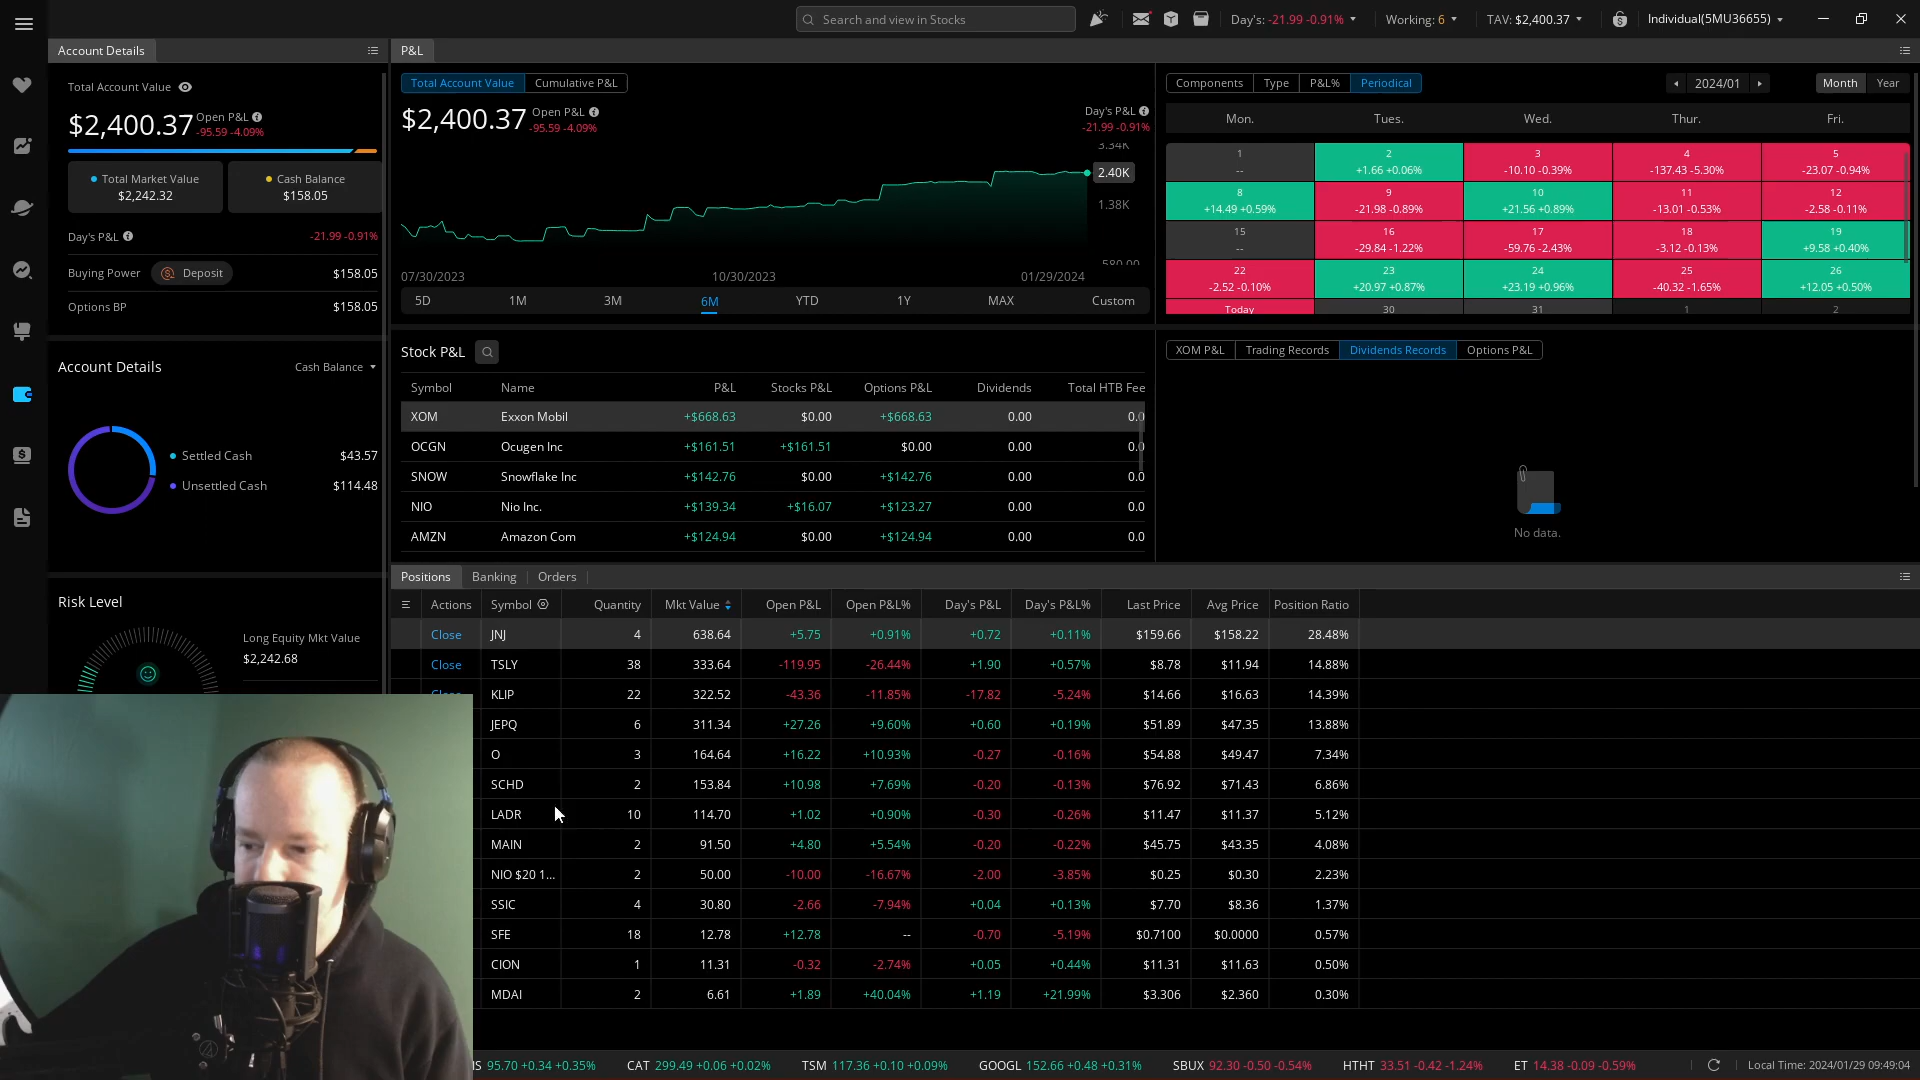 Search and view in Stocks
Day's: -21.99 -0.91%
Working: 6
TAV: $2,400.37
Individual(5MU36655)
Account Details
P&L
Total Account Value
$2,400.37
Open P&L
-95.59 -4.09%
Total Market Value
$2,242.32
Cash Balance
$158.05
Day's P&L
-21.99 -0.91%
Buying Power
Deposit
$158.05
Options BP
$158.05
Account Details
Cash Balance
Settled Cash
$43.57
Unsettled Cash
$114.48
Risk Level
Long Equity Mkt Value
$2,242.68
Total Account Value
Cumulative P&L
$2,400.37
Open P&L
-95.59 -4.09%
Day's P&L
-21.99 -0.91%
3.34K
2.40K
1.38K
580.00
07/30/2023
10/30/2023
01/29/2024
5D
1M
3M
6M
YTD
1Y
MAX
Custom
Components
Type
P&L%
Periodical
2024/01
Month
Year
Mon. Tues. Wed. Thur. Fri.
1 2 3 4 5
-- +1.66 +0.06% -10.10 -0.39% -137.43 -5.30% -23.07 -0.94%
8 9 10 11 12
+14.49 +0.59% -21.98 -0.89% +21.56 +0.89% -13.01 -0.53% -2.58 -0.11%
15 16 17 18 19
-- -29.84 -1.22% -59.76 -2.43% -3.12 -0.13% +9.58 +0.40%
22 23 24 25 26
-2.52 -0.10% +20.97 +0.87% +23.19 +0.96% -40.32 -1.65% +12.05 +0.50%
Today 30 31 1 2
Stock P&L
Symbol Name P&L Stocks P&L Options P&L Dividends Total HTB Fee
XOM Exxon Mobil +$668.63 $0.00 +$668.63 0.00 0.0
OCGN Ocugen Inc +$161.51 +$161.51 $0.00 0.00 0.0
SNOW Snowflake Inc +$142.76 $0.00 +$142.76 0.00 0.0
NIO Nio Inc. +$139.34 +$16.07 +$123.27 0.00 0.0
AMZN Amazon Com +$124.94 $0.00 +$124.94 0.00 0.0
XOM P&L
Trading Records
Dividends Records
Options P&L
No data.
Positions
Banking
Orders
Actions Symbol Quantity Mkt Value Open P&L Open P&L% Day's P&L Day's P&L% Last Price Avg Price Position Ratio
Close JNJ 4 638.64 +5.75 +0.91% +0.72 +0.11% $159.66 $158.22 28.48%
Close TSLY 38 333.64 -119.95 -26.44% +1.90 +0.57% $8.78 $11.94 14.88%
KLIP 22 322.52 -43.36 -11.85% -17.82 -5.24% $14.66 $16.63 14.39%
JEPQ 6 311.34 +27.26 +9.60% +0.60 +0.19% $51.89 $47.35 13.88%
O 3 164.64 +16.22 +10.93% -0.27 -0.16% $54.88 $49.47 7.34%
SCHD 2 153.84 +10.98 +7.69% -0.20 -0.13% $76.92 $71.43 6.86%
LADR 10 114.70 +1.02 +0.90% -0.30 -0.26% $11.47 $11.37 5.12%
MAIN 2 91.50 +4.80 +5.54% -0.20 -0.22% $45.75 $43.35 4.08%
NIO $20 1... 2 50.00 -10.00 -16.67% -2.00 -3.85% $0.25 $0.30 2.23%
SSIC 4 30.80 -2.66 -7.94% +0.04 +0.13% $7.70 $8.36 1.37%
SFE 18 12.78 +12.78 -- -0.70 -5.19% $0.7100 $0.0000 0.57%
CION 1 11.31 -0.32 -2.74% +0.05 +0.44% $11.31 $11.63 0.50%
MDAI 2 6.61 +1.89 +40.04% +1.19 +21.99% $3.306 $2.360 0.30%
95.70 +0.34 +0.35% CAT 299.49 +0.06 +0.02% TSM 117.36 +0.10 +0.09% GOOGL 152.66 +0.48 +0.31% SBUX 92.30 -0.50 -0.54% HTHT 33.51 -0.42 -1.24% ET 14.38 -0.09 -0.59% Local Time: 2024/01/29 09:49:04